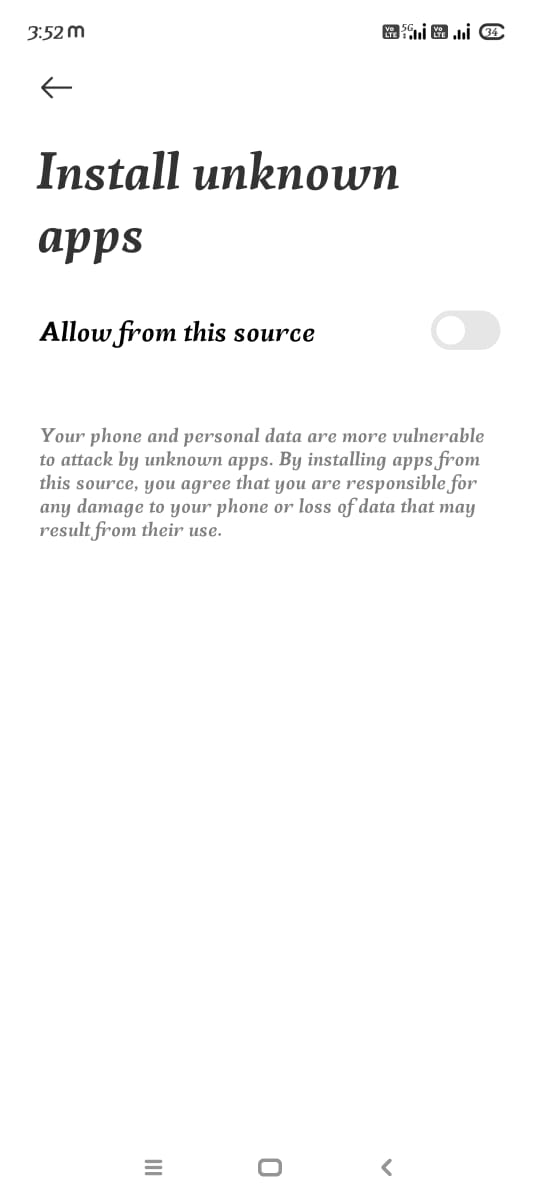 3:52 m
Vo LTE 5G Vo LTE 34
Install unknown
apps
Allow from this source
Your phone and personal data are more vulnerable
to attack by unknown apps. By installing apps from
this source, you agree that you are responsible for
any damage to your phone or loss of data that may
result from their use.